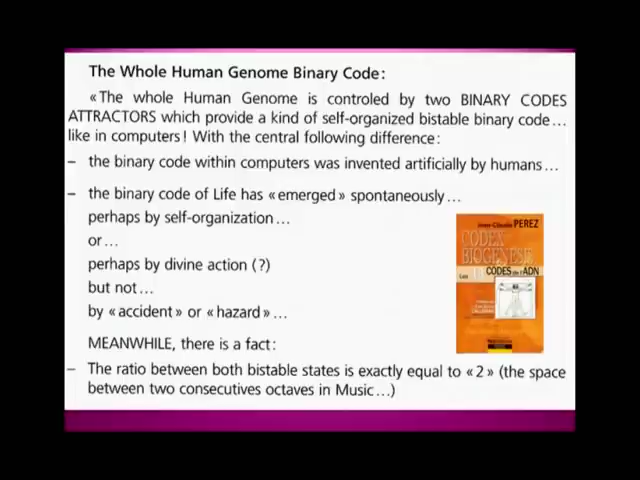 The Whole Human Genome Binary Code:
«The whole Human Genome is controled by two BINARY CODES
ATTRACTORS which provide a kind of self-organized bistable binary code…
like in computers! With the central following difference:
– the binary code within computers was invented artificially by humans…
– the binary code of Life has «emerged» spontaneously…
perhaps by self-organization…
or…
perhaps by divine action (?)
but not…
by «accident» or «hazard»…
MEANWHILE, there is a fact:
– The ratio between both bistable states is exactly equal to «2» (the space
between two consecutives octaves in Music…)
Jean-Claude PEREZ
CODEX
BIOGENESIS
Les
CODES de l'ADN